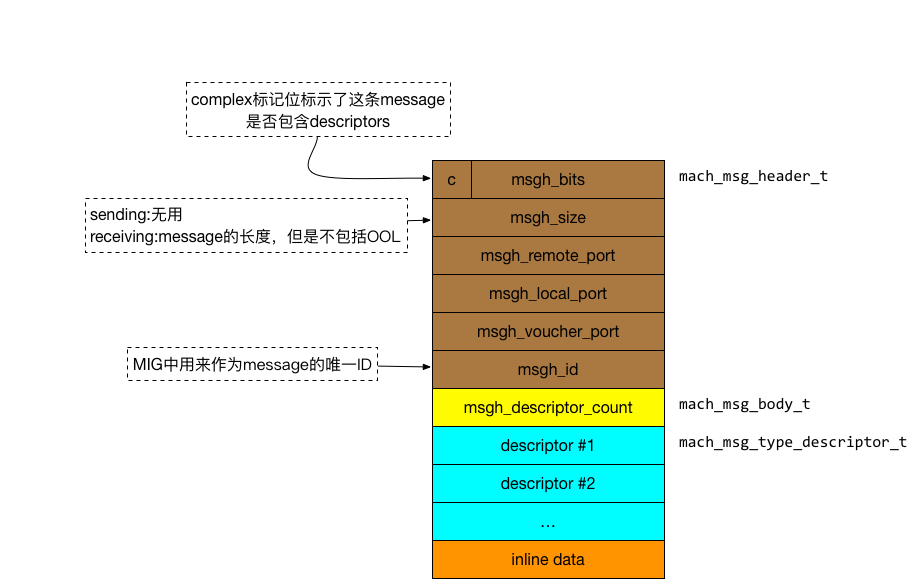 complex标记位标示了这条message
是否包含descriptors
c
msgh_bits
mach_msg_header_t
sending:无用
receiving:message的长度，但是不包括OOL
msgh_size
msgh_remote_port
msgh_local_port
msgh_voucher_port
MIG中用来作为message的唯一ID
msgh_id
msgh_descriptor_count
mach_msg_body_t
descriptor #1
mach_msg_type_descriptor_t
descriptor #2
...
inline data